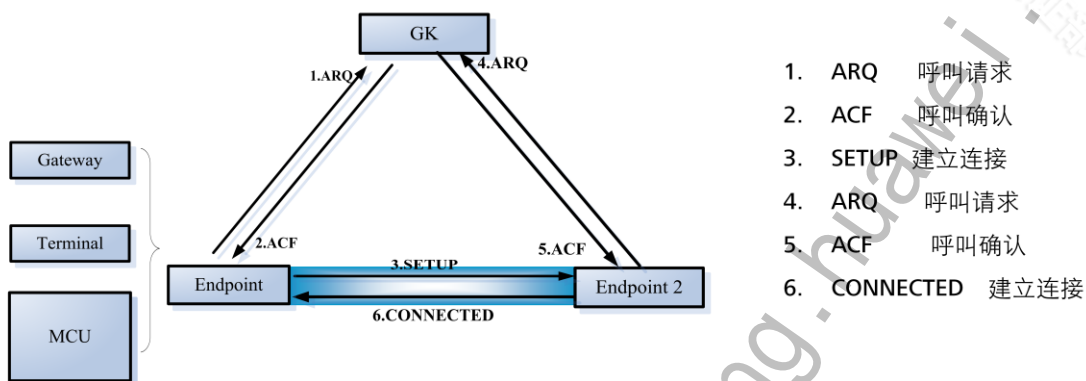 GK
1.ARQ
4.ARQ
Gateway
Terminal
MCU
2.ACF
5.ACF
3.SETUP
Endpoint
Endpoint 2
6.CONNECTED
1. ARQ 呼叫请求
2. ACF 呼叫确认
3. SETUP 建立连接
4. ARQ 呼叫请求
5. ACF 呼叫确认
6. CONNECTED 建立连接
ng.huawei.